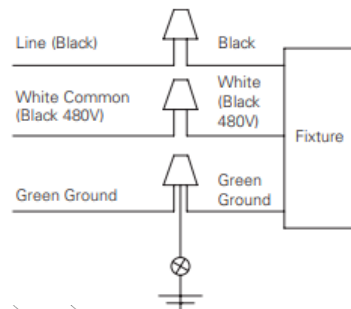 Line (Black)
Black
White Common
(Black 480V)
White
(Black
480V)
Fixture
Green Ground
Green
Ground